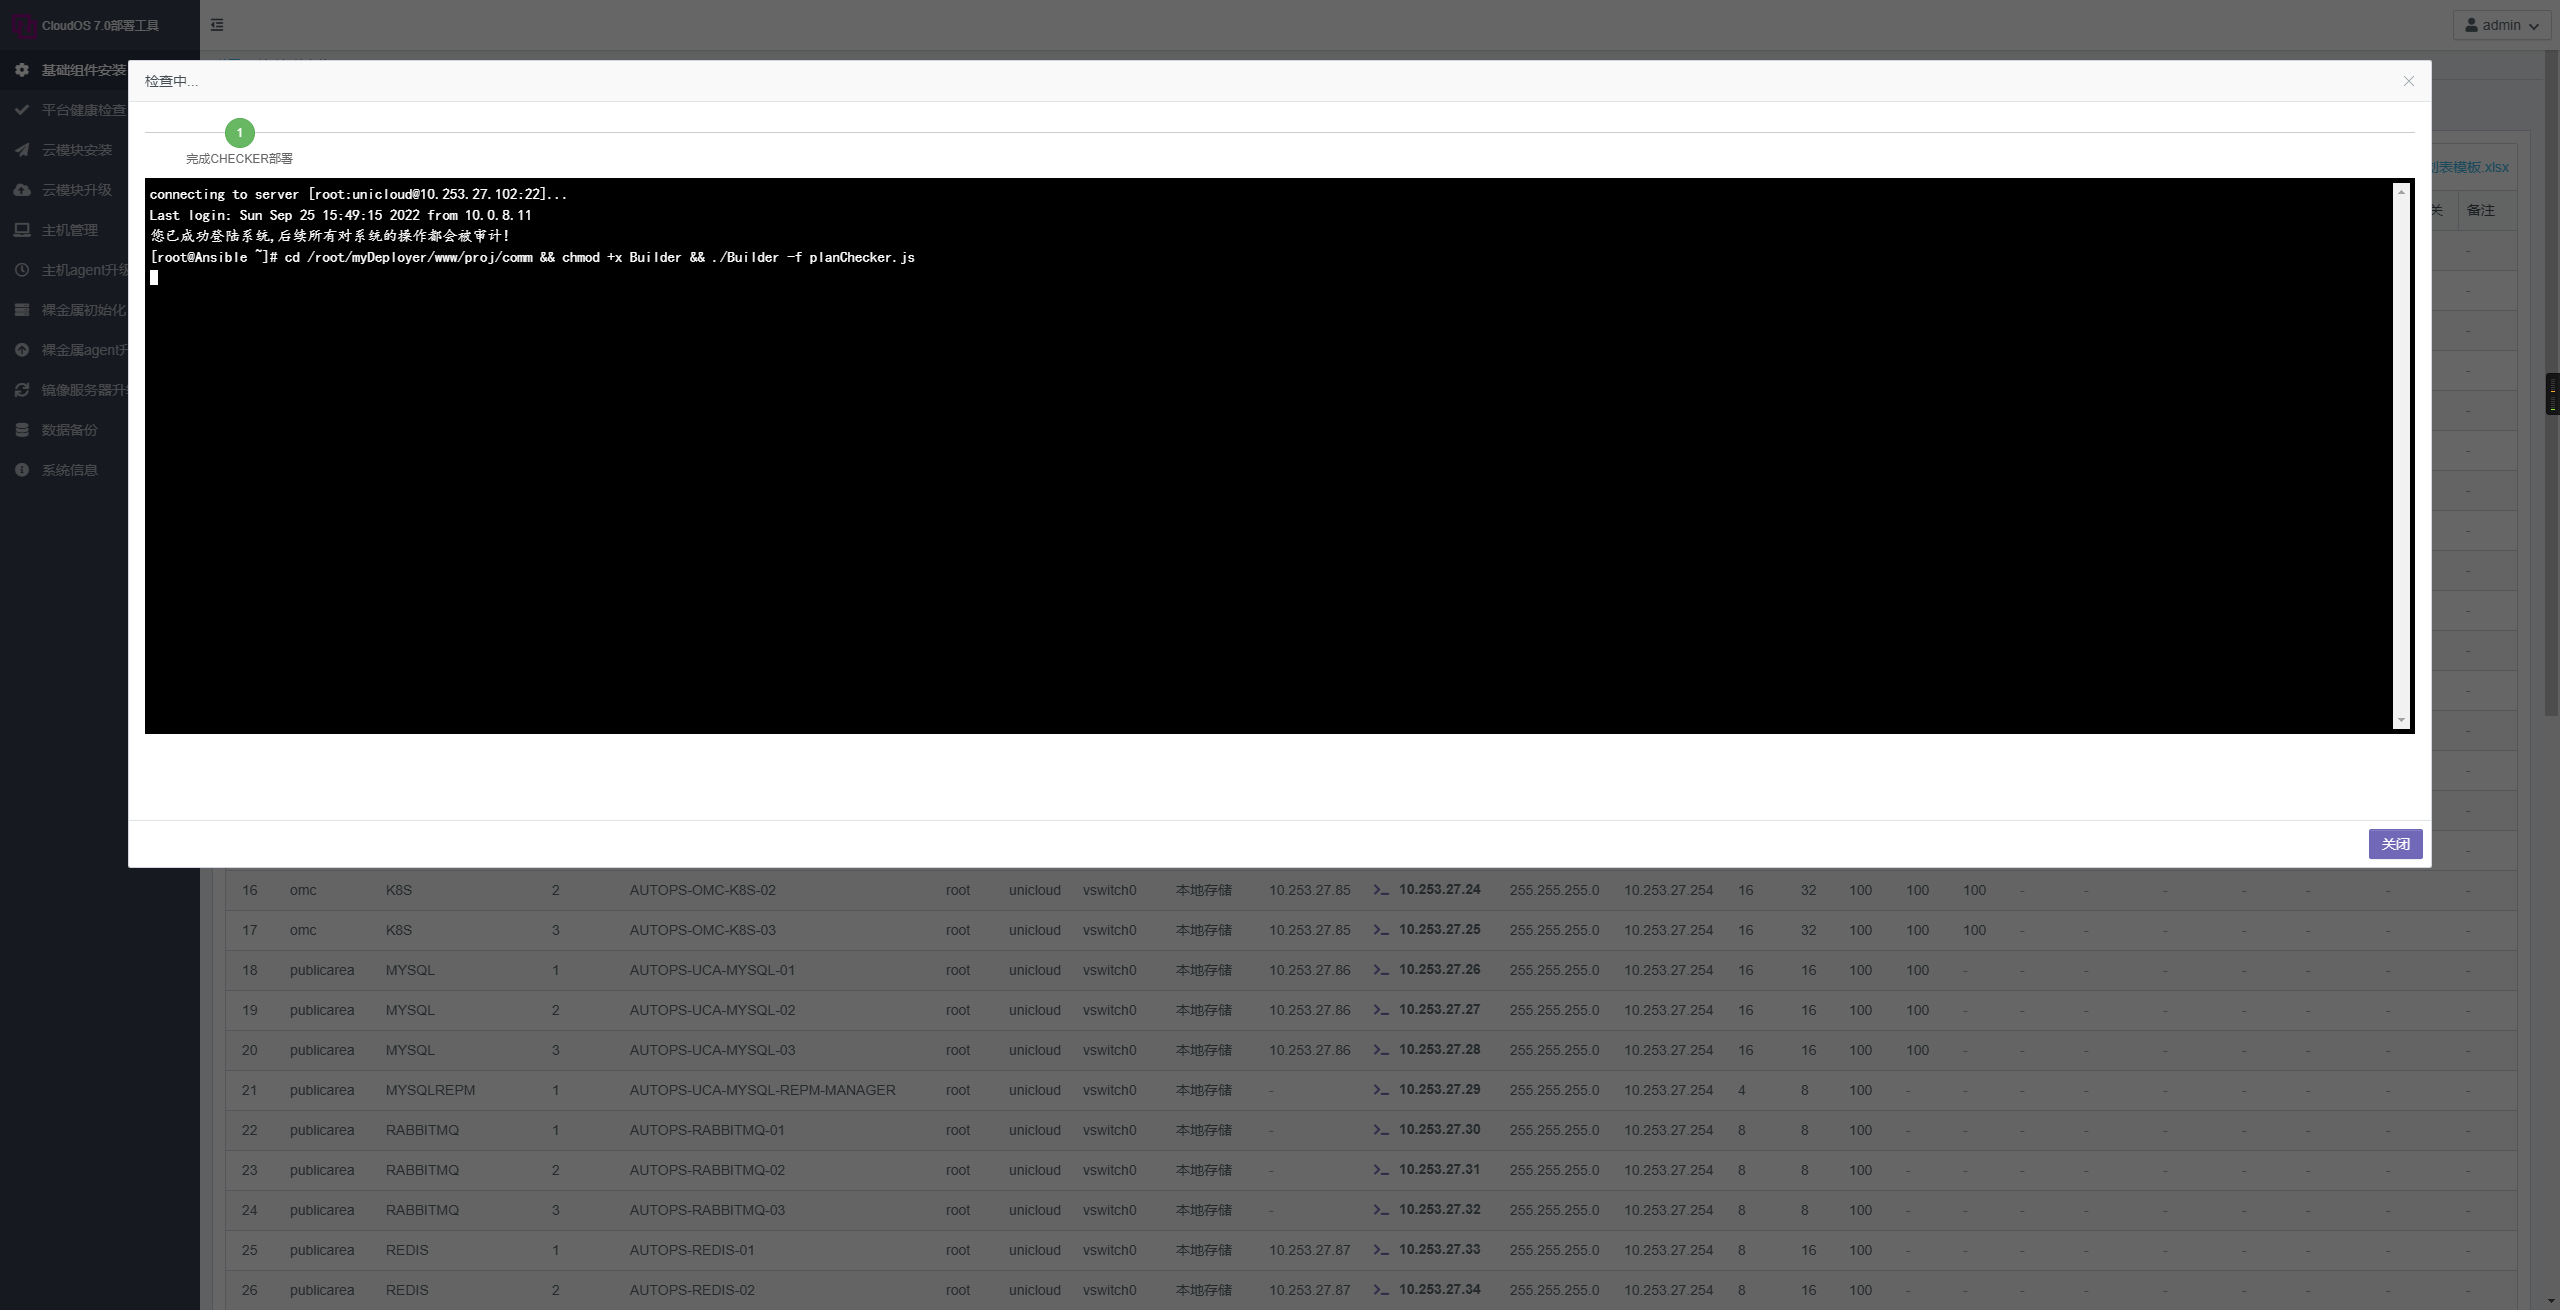 CloudOS 7.0部署工具
admin
基础组件安装
平台健康检查
云模块安装
云模块升级
主机管理
主机agent升级
裸金属初始化
裸金属agent升
镜像服务器升
数据备份
系统信息
检查中...
1
完成CHECKER部署
connecting to server [root:unicloud@10.253.27.102:22]...
Last login: Sun Sep 25 15:49:15 2022 from 10.0.8.11
您已成功登陆系统,后续所有对系统的操作都会被审计!
[root@Ansible ~]# cd /root/myDeployer/www/proj/comm && chmod +x Builder && ./Builder -f planChecker.js
划表模板.xlsx
关 备注
关闭
16 omc K8S 2 AUTOPS-OMC-K8S-02 root unicloud vswitch0 本地存储 10.253.27.85 10.253.27.24 255.255.255.0 10.253.27.254 16 32 100 100 100 - - - - - - - -
17 omc K8S 3 AUTOPS-OMC-K8S-03 root unicloud vswitch0 本地存储 10.253.27.85 10.253.27.25 255.255.255.0 10.253.27.254 16 32 100 100 100 - - - - - - - -
18 publicarea MYSQL 1 AUTOPS-UCA-MYSQL-01 root unicloud vswitch0 本地存储 10.253.27.86 10.253.27.26 255.255.255.0 10.253.27.254 16 16 100 100 - - - - - - - - -
19 publicarea MYSQL 2 AUTOPS-UCA-MYSQL-02 root unicloud vswitch0 本地存储 10.253.27.86 10.253.27.27 255.255.255.0 10.253.27.254 16 16 100 100 - - - - - - - - -
20 publicarea MYSQL 3 AUTOPS-UCA-MYSQL-03 root unicloud vswitch0 本地存储 10.253.27.86 10.253.27.28 255.255.255.0 10.253.27.254 16 16 100 100 - - - - - - - - -
21 publicarea MYSQLREPM 1 AUTOPS-UCA-MYSQL-REPM-MANAGER root unicloud vswitch0 本地存储 - 10.253.27.29 255.255.255.0 10.253.27.254 4 8 100 - - - - - - - - - -
22 publicarea RABBITMQ 1 AUTOPS-RABBITMQ-01 root unicloud vswitch0 本地存储 - 10.253.27.30 255.255.255.0 10.253.27.254 8 8 100 - - - - - - - - - -
23 publicarea RABBITMQ 2 AUTOPS-RABBITMQ-02 root unicloud vswitch0 本地存储 - 10.253.27.31 255.255.255.0 10.253.27.254 8 8 100 - - - - - - - - - -
24 publicarea RABBITMQ 3 AUTOPS-RABBITMQ-03 root unicloud vswitch0 本地存储 - 10.253.27.32 255.255.255.0 10.253.27.254 8 8 100 - - - - - - - - - -
25 publicarea REDIS 1 AUTOPS-REDIS-01 root unicloud vswitch0 本地存储 10.253.27.87 10.253.27.33 255.255.255.0 10.253.27.254 8 16 100 - - - - - - - - - -
26 publicarea REDIS 2 AUTOPS-REDIS-02 root unicloud vswitch0 本地存储 10.253.27.87 10.253.27.34 255.255.255.0 10.253.27.254 8 16 100 - - - - - - - - - -